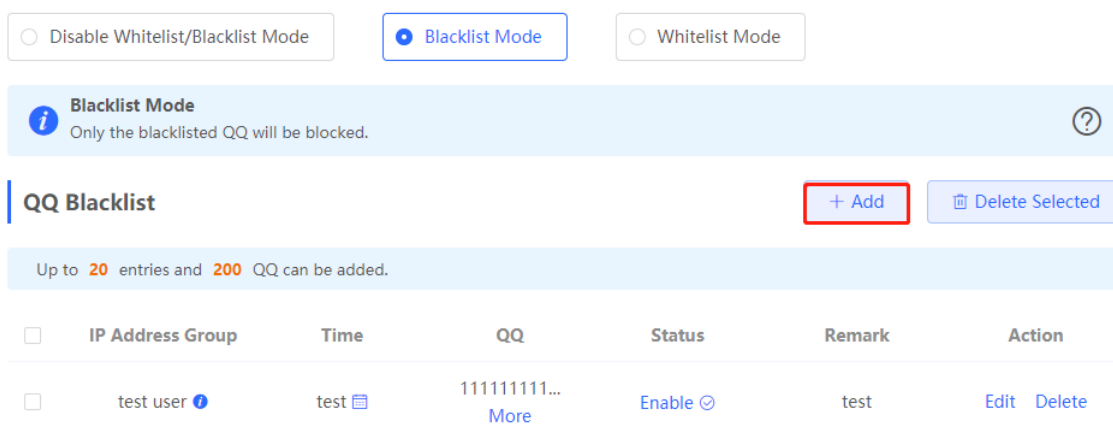 Disable Whitelist/Blacklist Mode Blacklist Mode Whitelist Mode
Blacklist Mode
Only the blacklisted QQ will be blocked.
QQ Blacklist + Add Delete Selected
Up to 20 entries and 200 QQ can be added.
IP Address Group Time QQ Status Remark Action
test user test 111111111... Enable test Edit Delete
More